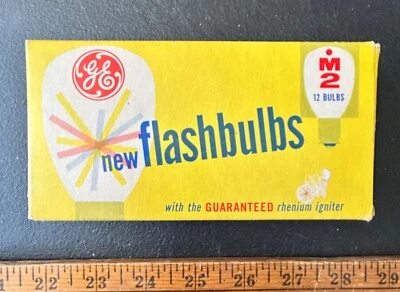 GE
M2
12 BULBS
new flashbulbs
with the GUARANTEED rhenium igniter
22 23 24 25 26 27 28 29